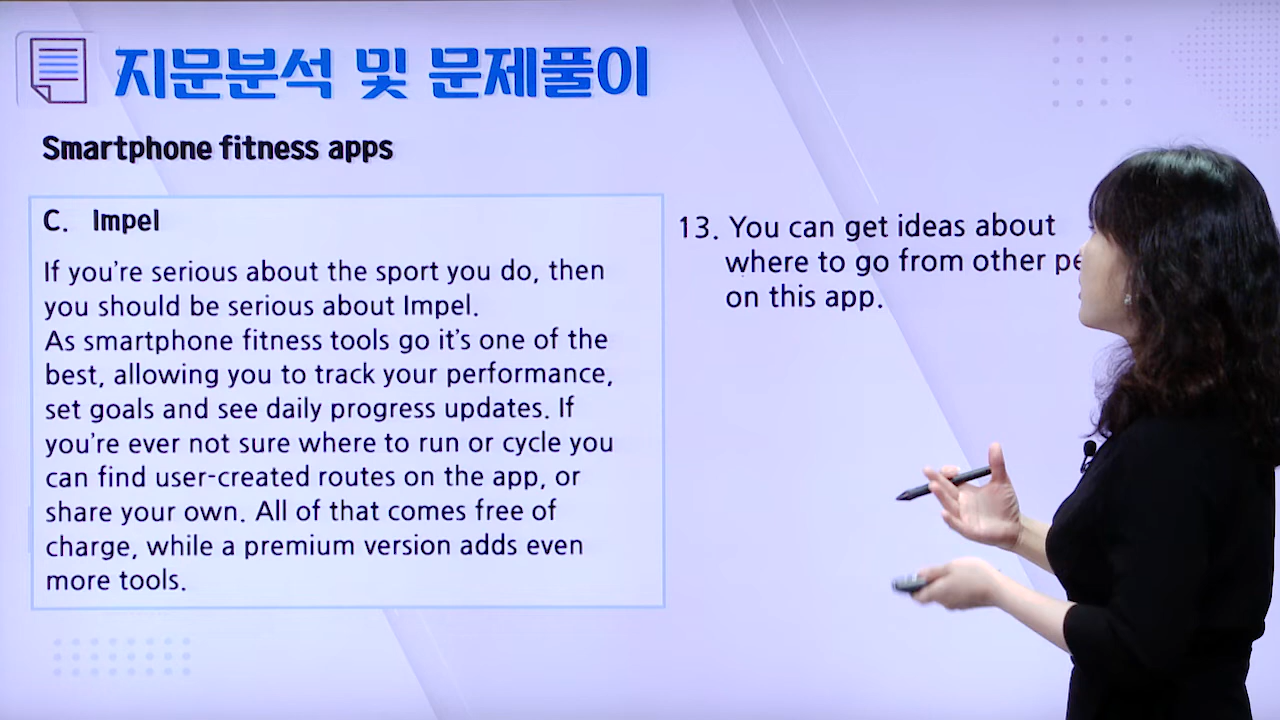 지문분석 및 문제풀이
Smartphone fitness apps
C. Impel
If you're serious about the sport you do, then
you should be serious about Impel.
As smartphone fitness tools go it's one of the
best, allowing you to track your performance,
set goals and see daily progress updates. If
you're ever not sure where to run or cycle you
can find user-created routes on the app, or
share your own. All of that comes free of
charge, while a premium version adds even
more tools.
13. You can get ideas about
where to go from other
on this app.